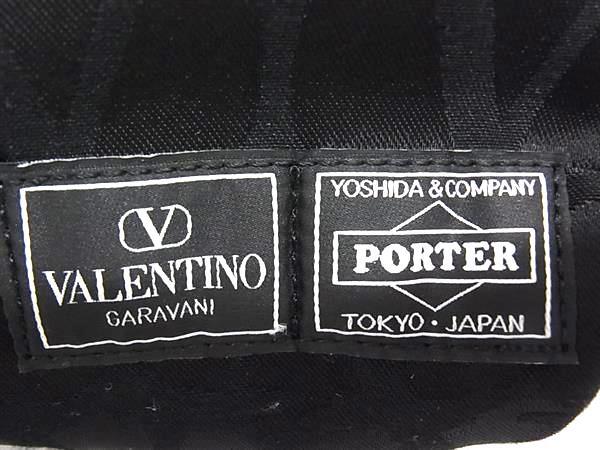 V
VALENTINO
GARAVANI
YOSHIDA & COMPANY
PORTER
TOKYO · JAPAN